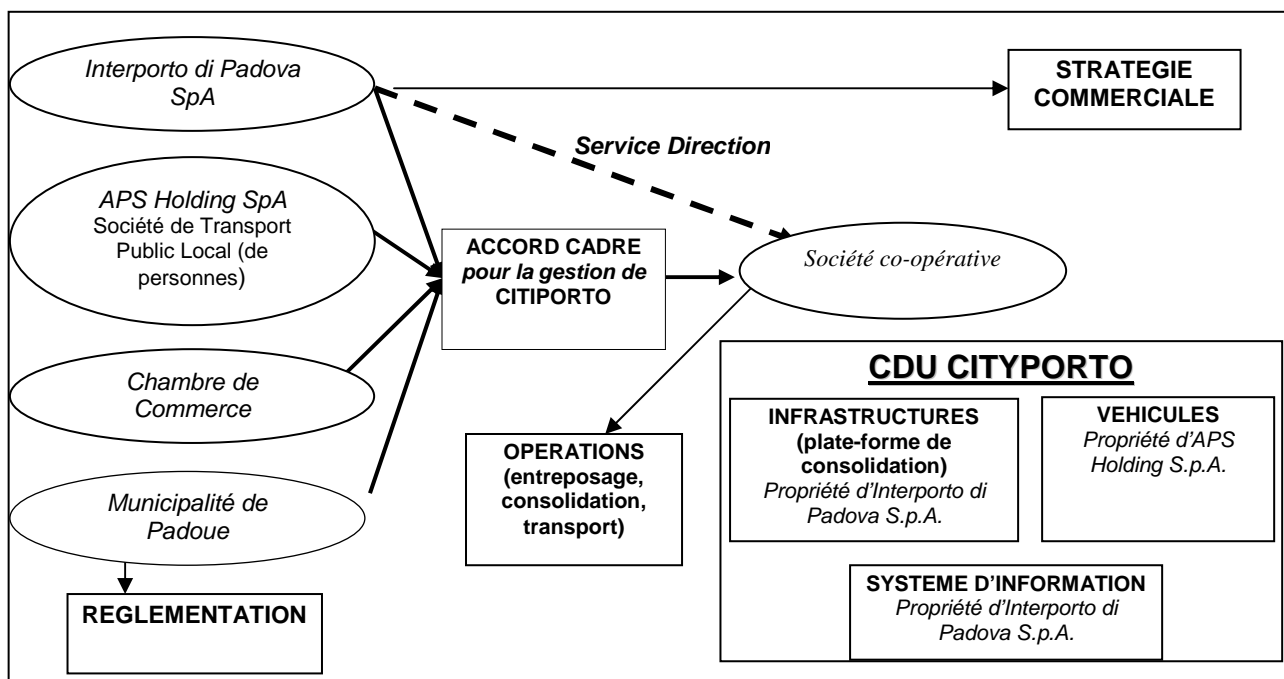 Interporto di Padova
SpA
STRATEGIE
COMMERCIALE
Service Direction
APS Holding SpA
Société de Transport
Public Local (de
personnes)
ACCORD CADRE
pour la gestion de
CITIPORTO
Société co-opérative
Chambre de
Commerce
Municipalité de
Padoue
REGLEMENTATION
OPERATIONS
(entreposage,
consolidation,
transport)
CDU CITYPORTO
INFRASTRUCTURES
(plate-forme de
consolidation)
Propriété d'Interporto di
Padova S.p.A.
VEHICULES
Propriété d'APS
Holding S.p.A.
SYSTEME D'INFORMATION
Propriété d'Interporto di
Padova S.p.A.